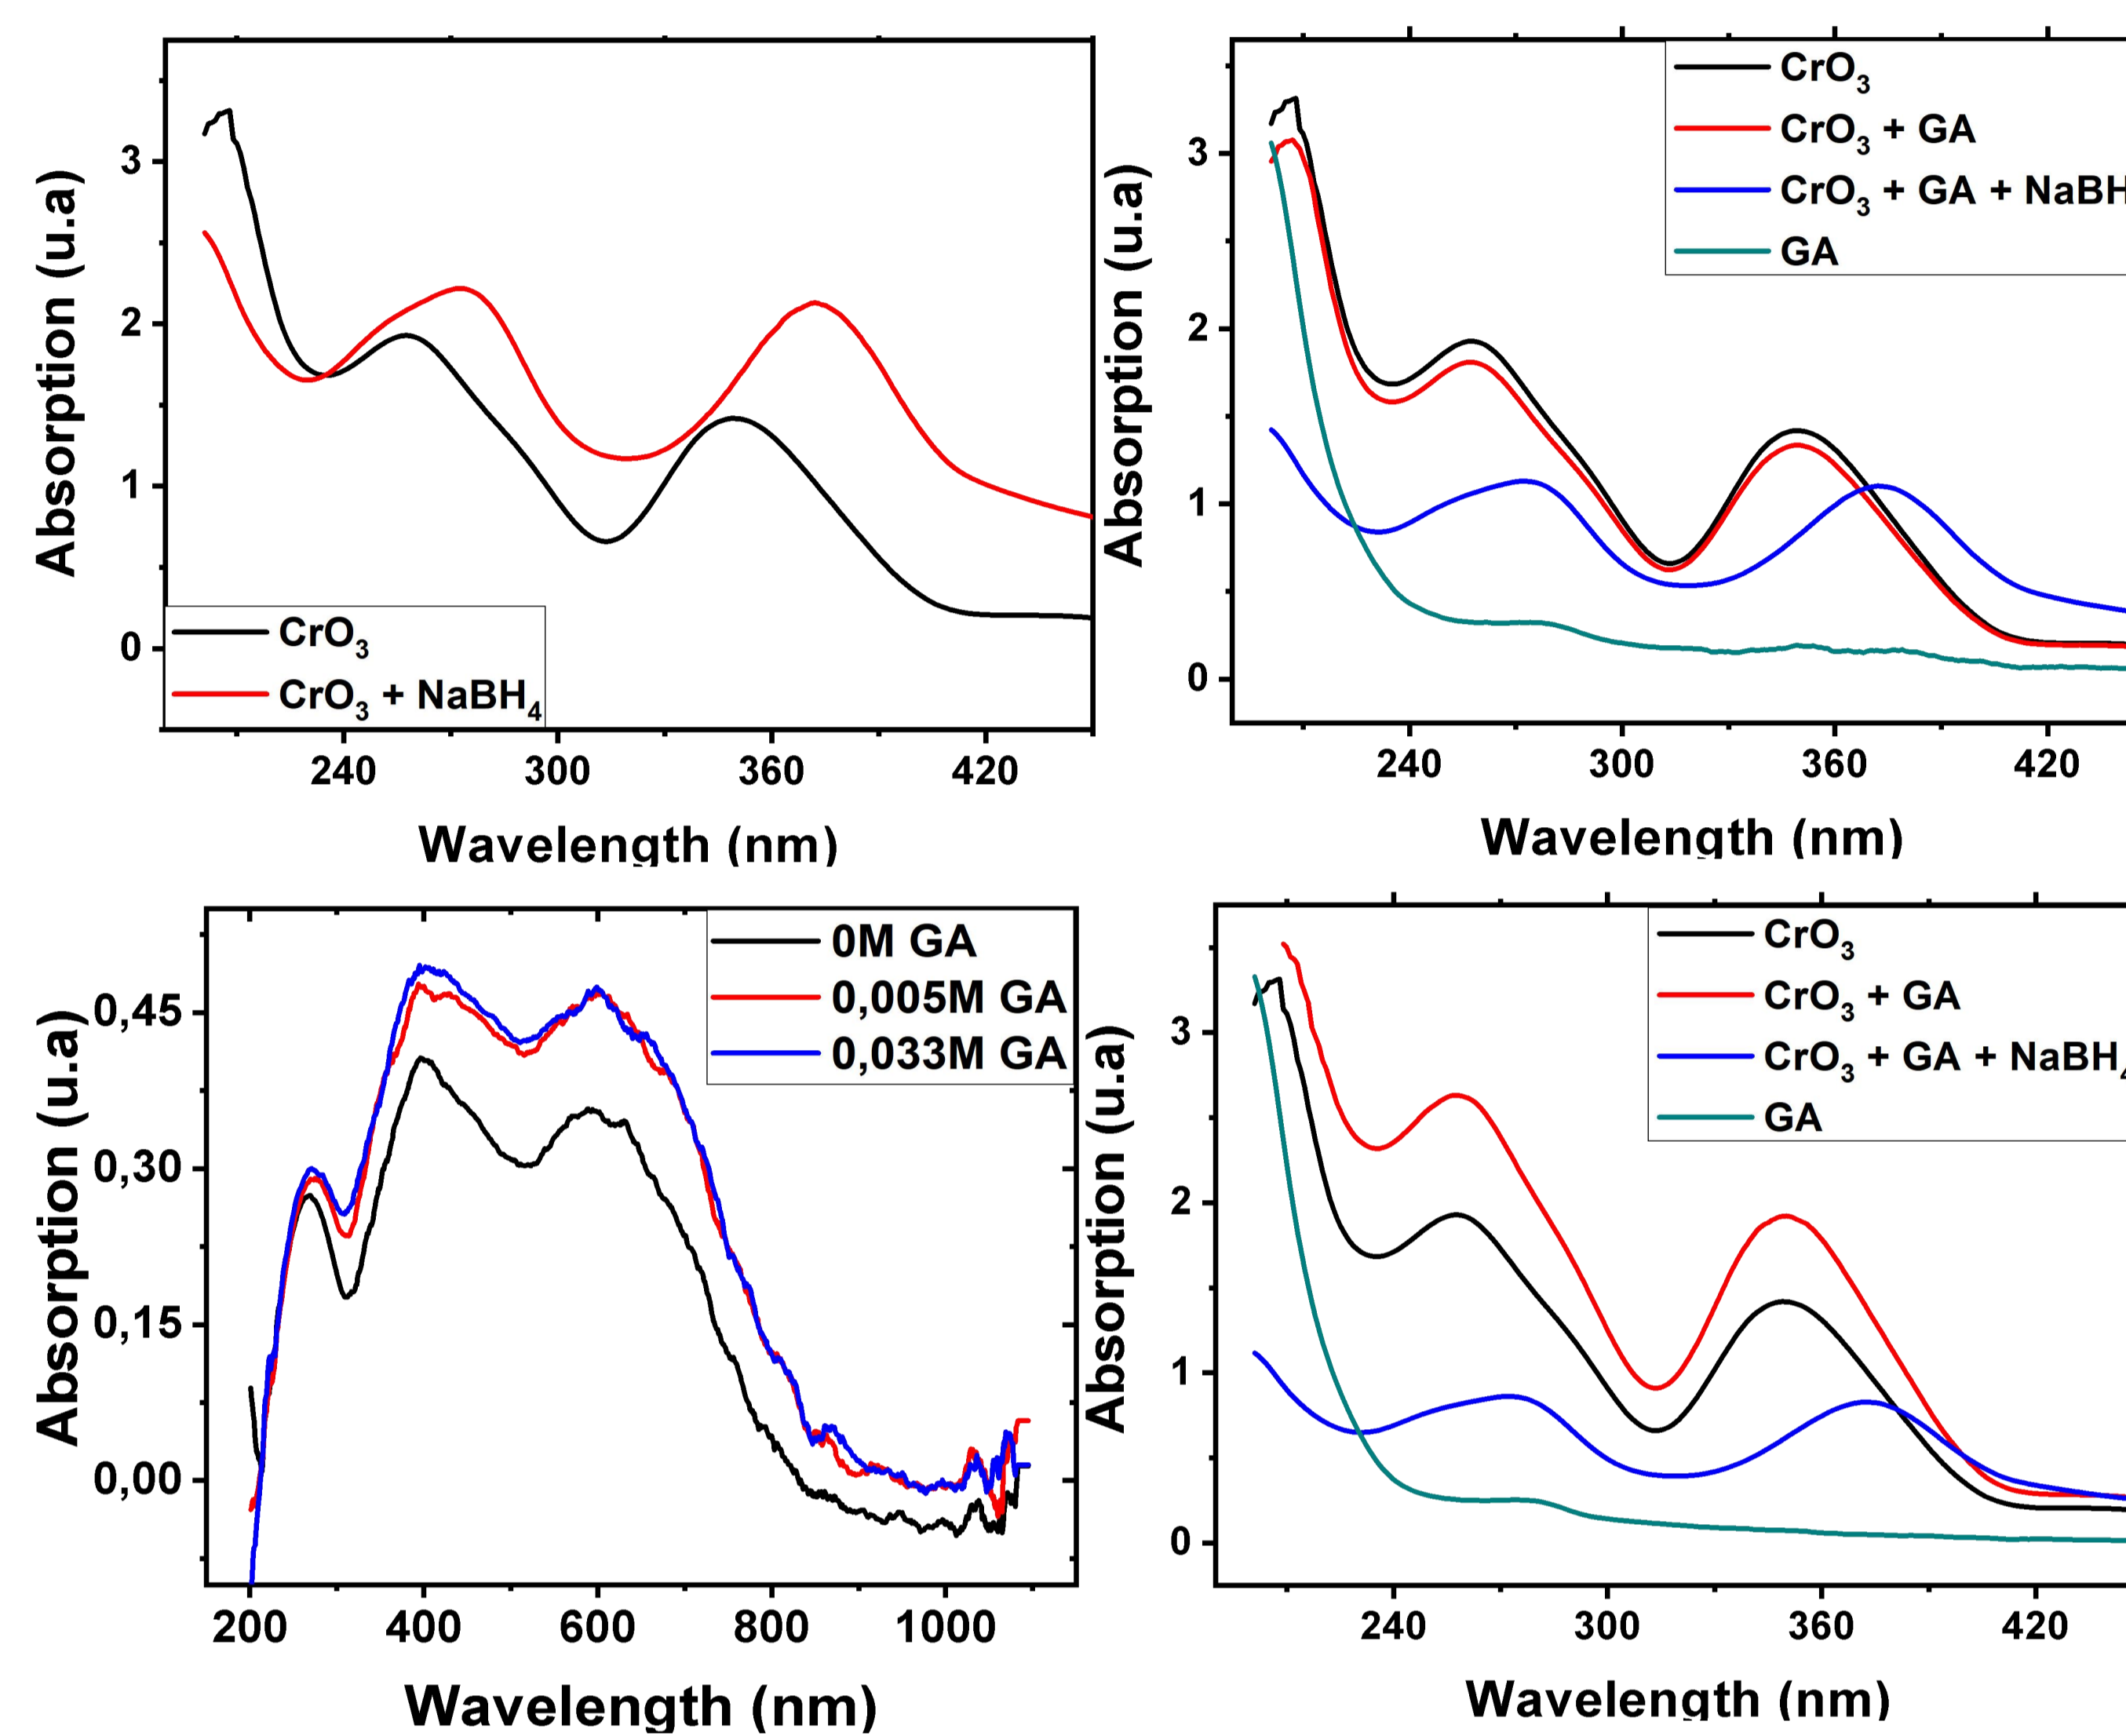 Absorption (u.a)
3
2
1
0
CrO3
CrO3 + NaBH4
240 300 360 420
Wavelength (nm)
Absorption (u.a)
3
2
1
0
CrO3
CrO3 + GA
CrO3 + GA + NaBH
GA
240 300 360 420
Wavelength (nm)
Absorption (u.a)
0,45
0,30
0,15
0,00
0M GA
0,005M GA
0,033M GA
200 400 600 800 1000
Wavelength (nm)
Absorption (u.a)
3
2
1
0
CrO3
CrO3 + GA
CrO3 + GA + NaBH4
GA
240 300 360 420
Wavelength (nm)